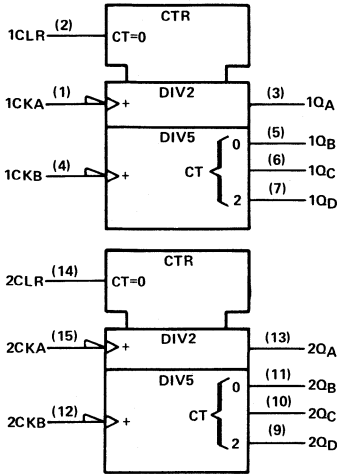 CTR
1CLR (2) CT=0
DIV2
1CKA (1) + (3) 1QA
DIV5
0 (5) 1QB
1CKB (4) + CT (6) 1QC
2 (7) 1QD
CTR
2CLR (14) CT=0
DIV2
2CKA (15) + (13) 2QA
DIV5
0 (11) 2QB
2CKB (12) + CT (10) 2QC
2 (9) 2QD